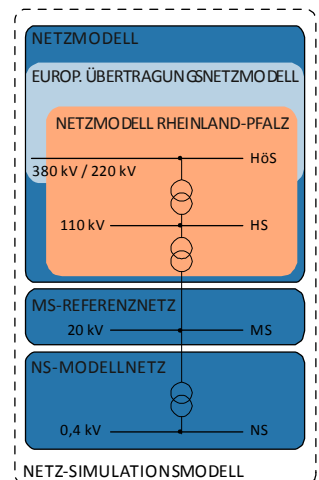 NETZMODELL
EUROP. ÜBERTRAGUNGSNETZMODELL
NETZMODELL RHEINLAND-PFALZ
HöS
380 kV / 220 kV
110 kV HS
MS-REFERENZNETZ
20 kV MS
NS-MODELLNETZ
0,4 kV NS
NETZ-SIMULATIONSMODELL